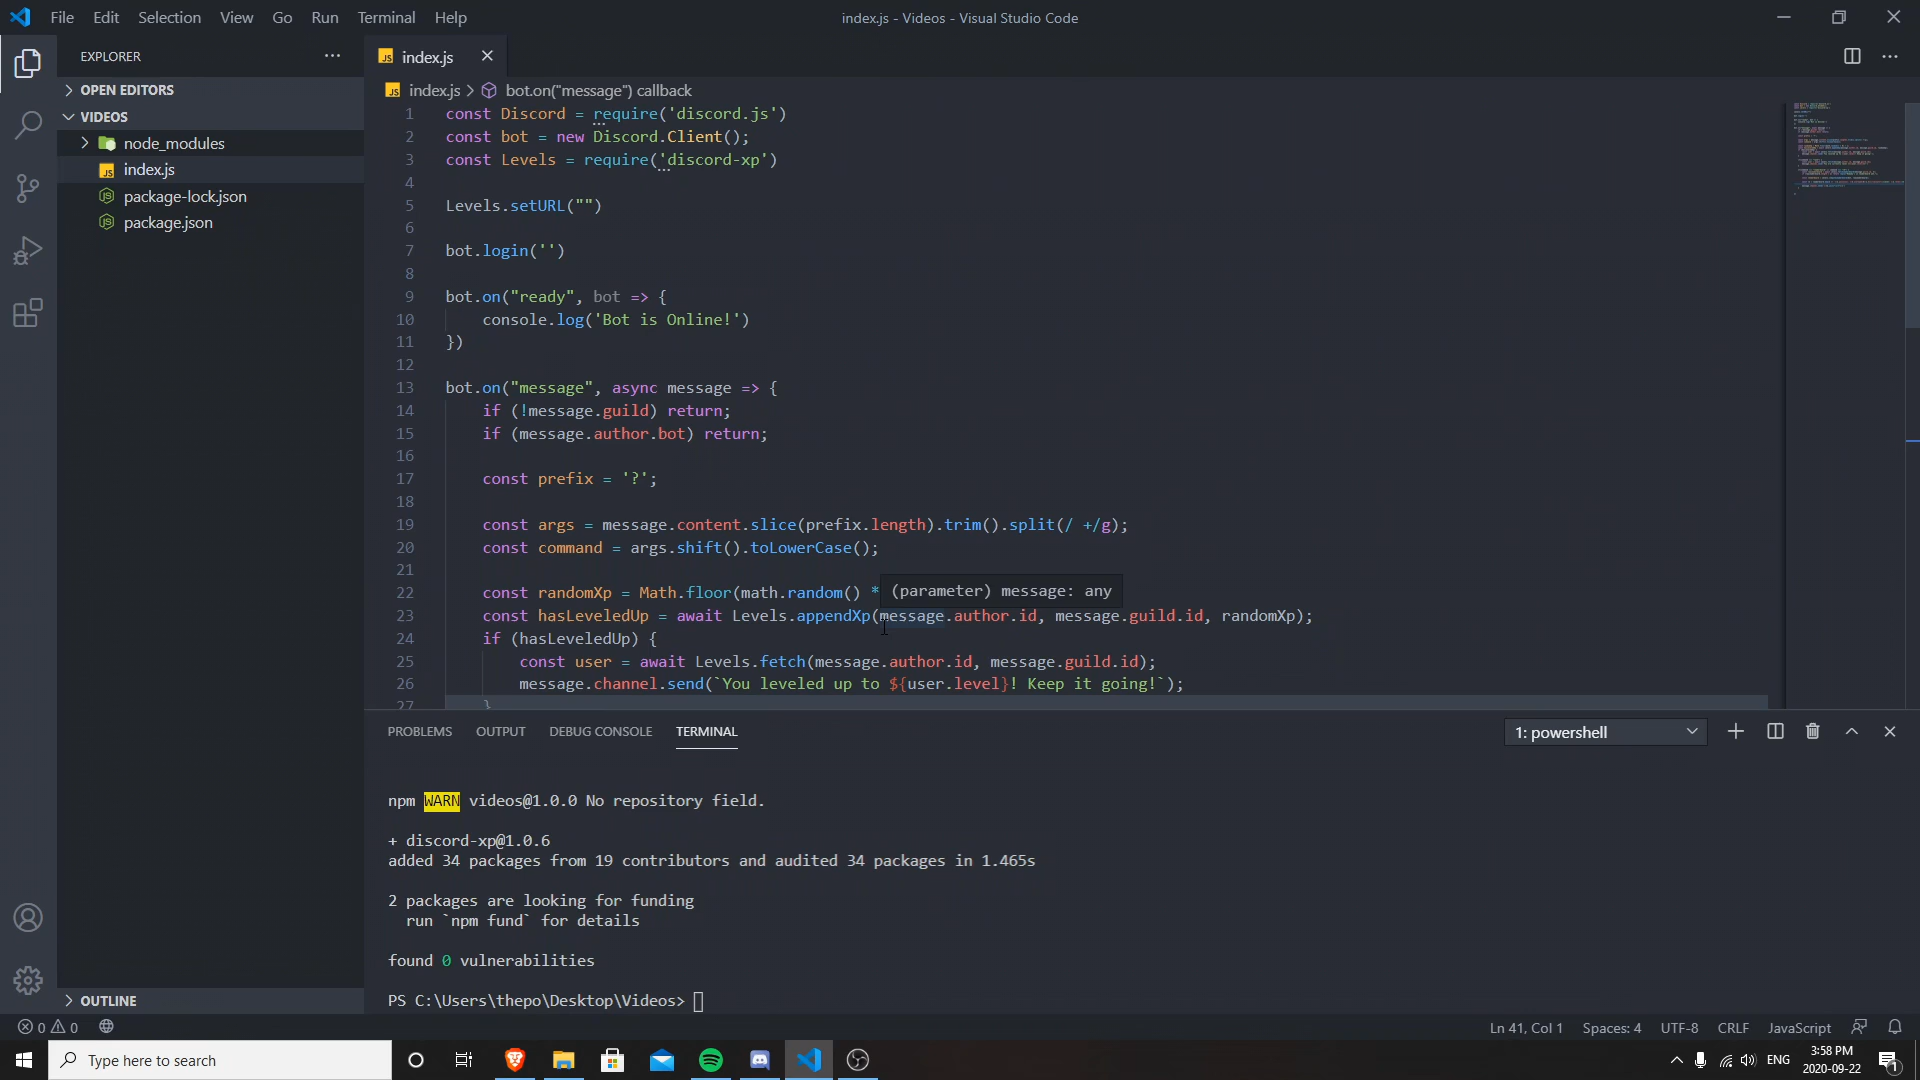 File Edit Selection View Go Run Terminal Help
index.js - Videos - Visual Studio Code
EXPLORER
OPEN EDITORS
VIDEOS
node_modules
index.js
package-lock.json
package.json
OUTLINE
JS index.js
JS index.js > bot.on("message") callback
1 const Discord = require('discord.js')
2 const bot = new Discord.Client();
3 const Levels = require('discord-xp')
4
5 Levels.setURL("")
6
7 bot.login('')
8
9 bot.on("ready", bot => {
10 console.log('Bot is Online!')
11 })
12
13 bot.on("message", async message => {
14 if (!message.guild) return;
15 if (message.author.bot) return;
16
17 const prefix = '?';
18
19 const args = message.content.slice(prefix.length).trim().split(/ +/g);
20 const command = args.shift().toLowerCase();
21
22 const randomXp = Math.floor(math.random() *
(parameter) message: any
23 const hasLeveledUp = await Levels.appendXp(message.author.id, message.guild.id, randomXp);
24 if (hasLeveledUp) {
25 const user = await Levels.fetch(message.author.id, message.guild.id);
26 message.channel.send(`You leveled up to ${user.level}! Keep it going!`);
27 }
PROBLEMS OUTPUT DEBUG CONSOLE TERMINAL
1: powershell
npm WARN videos@1.0.0 No repository field.
+ discord-xp@1.0.6
added 34 packages from 19 contributors and audited 34 packages in 1.465s
2 packages are looking for funding
run `npm fund` for details
found 0 vulnerabilities
PS C:\Users\thepo\Desktop\Videos>
0 0
Ln 41, Col 1 Spaces: 4 UTF-8 CRLF JavaScript
Type here to search
ENG
3:58 PM
2020-09-22
1